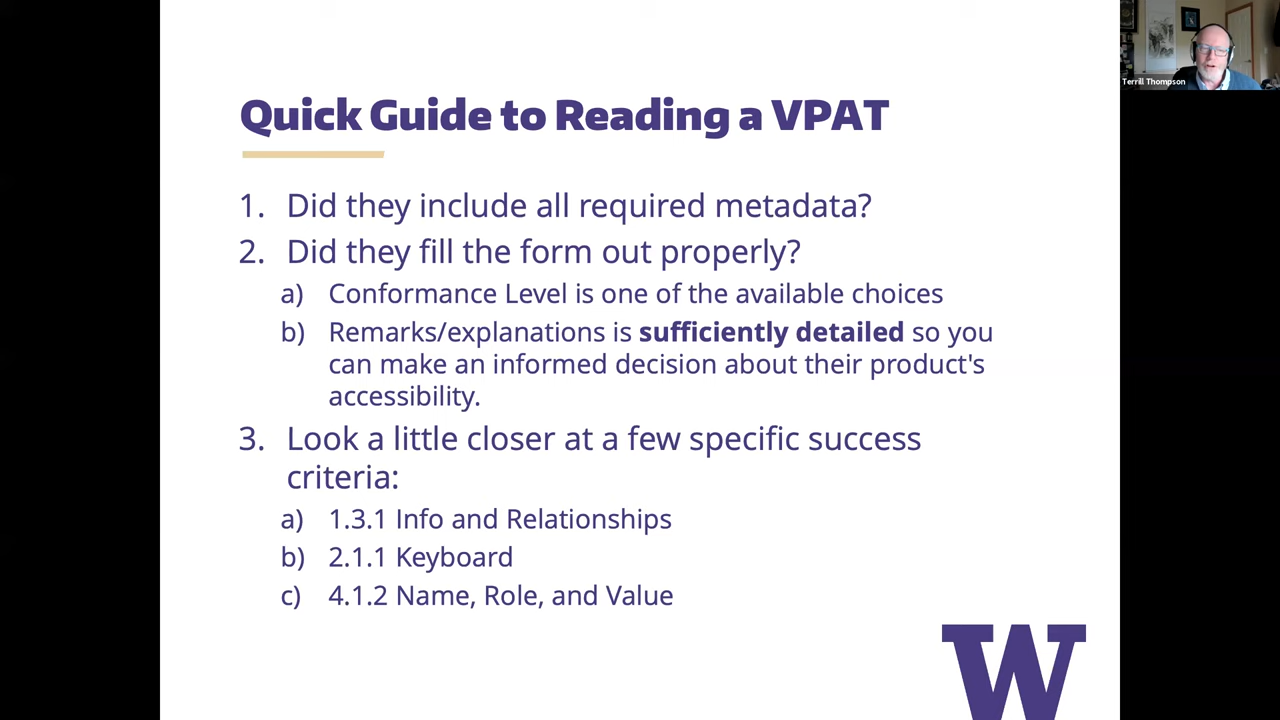 Quick Guide to Reading a VPAT
1. Did they include all required metadata?
2. Did they fill the form out properly?
a) Conformance Level is one of the available choices
b) Remarks/explanations is sufficiently detailed so you
can make an informed decision about their product's
accessibility.
3. Look a little closer at a few specific success
criteria:
a) 1.3.1 Info and Relationships
b) 2.1.1 Keyboard
c) 4.1.2 Name, Role, and Value
W
Terrill Thompson